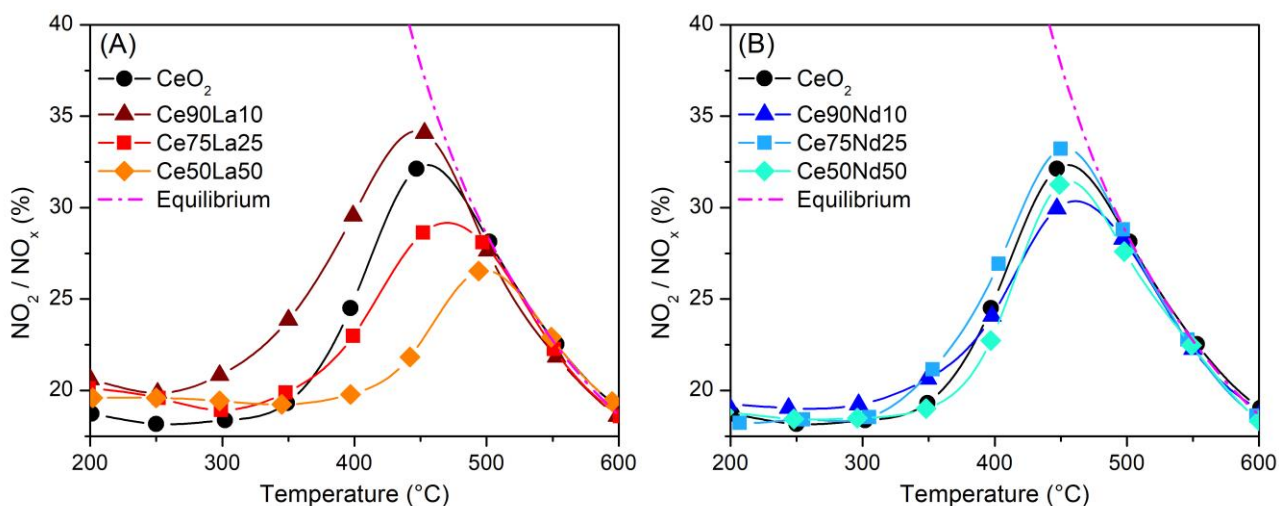 (A)
CeO₂
Ce90La10
Ce75La25
Ce50La50
Equilibrium
40
35
30
25
20
NO₂ / NOₓ (%)
200 300 400 500 600
Temperature (°C)
(B)
CeO₂
Ce90Nd10
Ce75Nd25
Ce50Nd50
Equilibrium
40
35
30
25
20
NO₂ / NOₓ (%)
200 300 400 500 600
Temperature (°C)